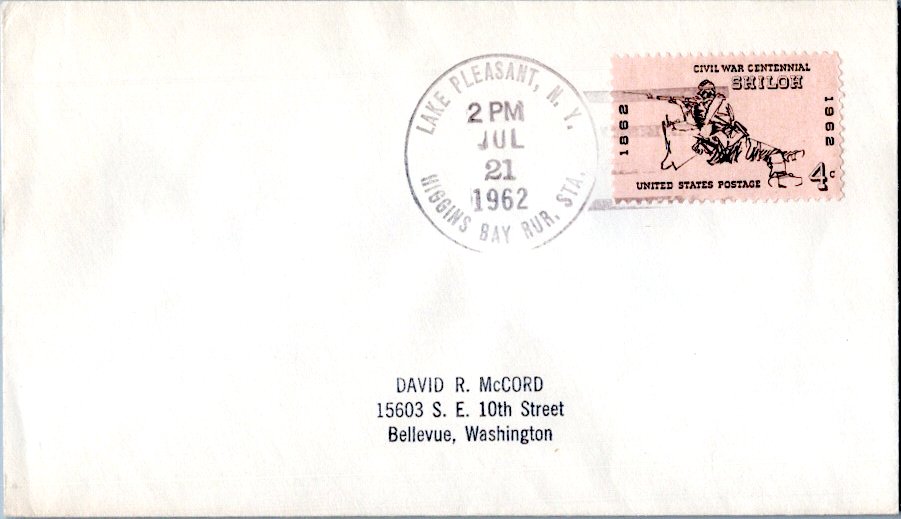 LAKE PLEASANT, N. Y.
2 PM
JUL
21
1962
HIGGINS BAY RUR. STA.
CIVIL WAR CENTENNIAL
SHILOH
1862
1962
UNITED STATES POSTAGE
4c
DAVID R. McCORD
15603 S. E. 10th Street
Bellevue, Washington